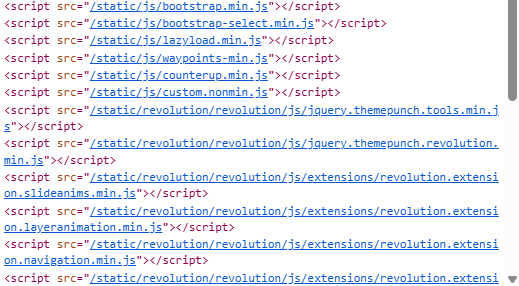 <script src="/static/js/bootstrap.min.js"></script>
<script src="/static/js/bootstrap-select.min.js"></script>
<script src="/static/js/lazyload.min.js"></script>
<script src="/static/js/waypoints-min.js"></script>
<script src="/static/js/counterup.min.js"></script>
<script src="/static/js/custom.nonmin.js"></script>
<script src="/static/revolution/revolution/js/jquery.themepunch.tools.min.j
s"></script>
<script src="/static/revolution/revolution/js/jquery.themepunch.revolution.
min.js"></script>
<script src="/static/revolution/revolution/js/extensions/revolution.extensi
on.slideanims.min.js"></script>
<script src="/static/revolution/revolution/js/extensions/revolution.extensi
on.layeranimation.min.js"></script>
<script src="/static/revolution/revolution/js/extensions/revolution.extensi
on.navigation.min.js"></script>
<script src="/static/revolution/revolution/js/extensions/revolution.extensi